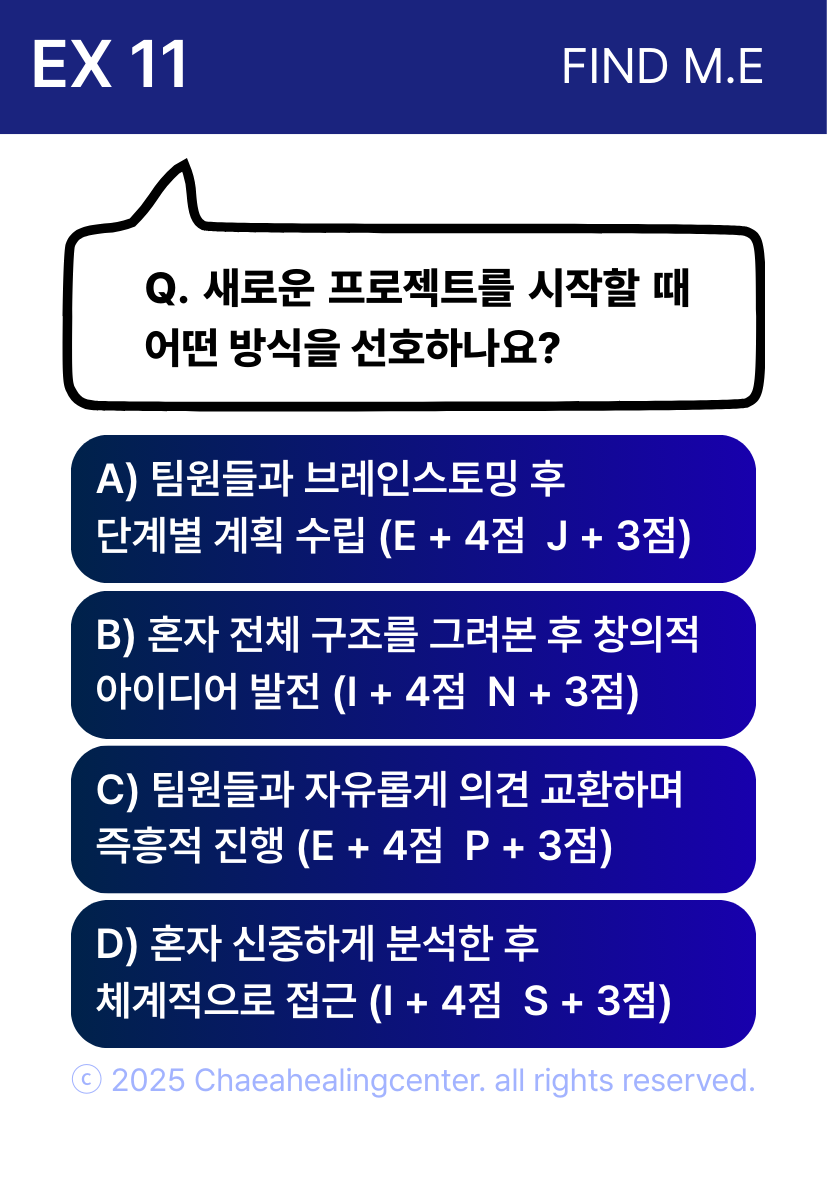 EX 11
FIND M.E
Q. 새로운 프로젝트를 시작할 때
어떤 방식을 선호하나요?
A) 팀원들과 브레인스토밍 후
단계별 계획 수립 (E + 4점 J + 3점)
B) 혼자 전체 구조를 그려본 후 창의적
아이디어 발전 (I + 4점 N + 3점)
C) 팀원들과 자유롭게 의견 교환하며
즉흥적 진행 (E + 4점 P + 3점)
D) 혼자 신중하게 분석한 후
체계적으로 접근 (I + 4점 S + 3점)
ⓒ 2025 Chaeahealingcenter. all rights reserved.